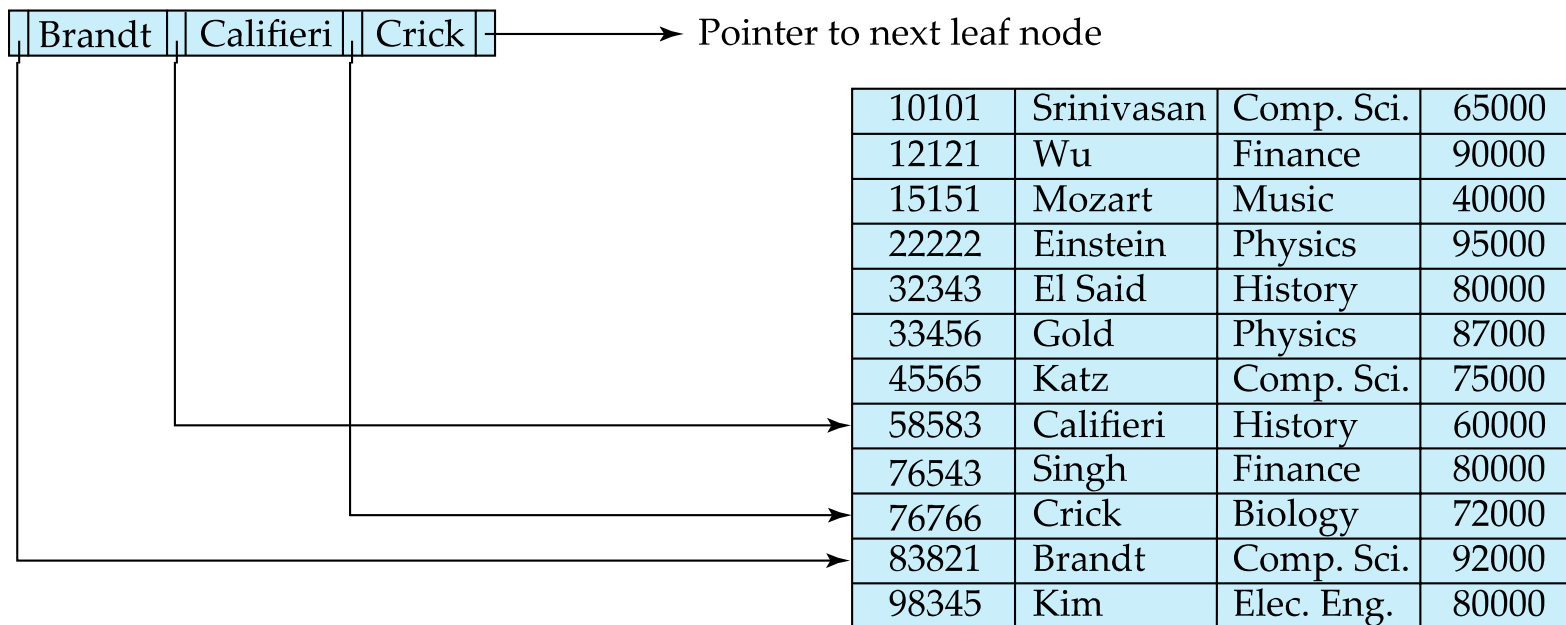 Brandt Califieri Crick Pointer to next leaf node
10101 Srinivasan Comp. Sci. 65000
12121 Wu Finance 90000
15151 Mozart Music 40000
22222 Einstein Physics 95000
32343 El Said History 80000
33456 Gold Physics 87000
45565 Katz Comp. Sci. 75000
58583 Califieri History 60000
76543 Singh Finance 80000
76766 Crick Biology 72000
83821 Brandt Comp. Sci. 92000
98345 Kim Elec. Eng. 80000